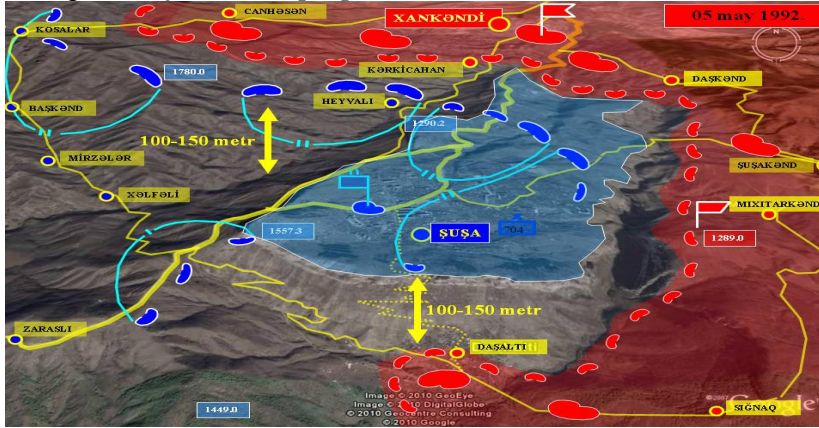 CANHƏSƏN
XANKƏNDİ
05 may 1992.
KOSALAR
KƏRKİCAHAN
1780.0
DAŞKƏND
HEYVALI
BAŞKƏND
1290.2
100-150 metr
MİRZƏLƏR
ŞUŞAKƏND
XƏLFƏLİ
MIXITARKƏND
1557.3
ŞUŞA
704
1289.0
100-150 metr
ZARASLI
DAŞALTI
Image © 2010 GeoEye
Image © 2010 DigitalGlobe
© 2010 Geocentre Consulting
© 2010 Google
1449.0
Google
SIĞNAQ